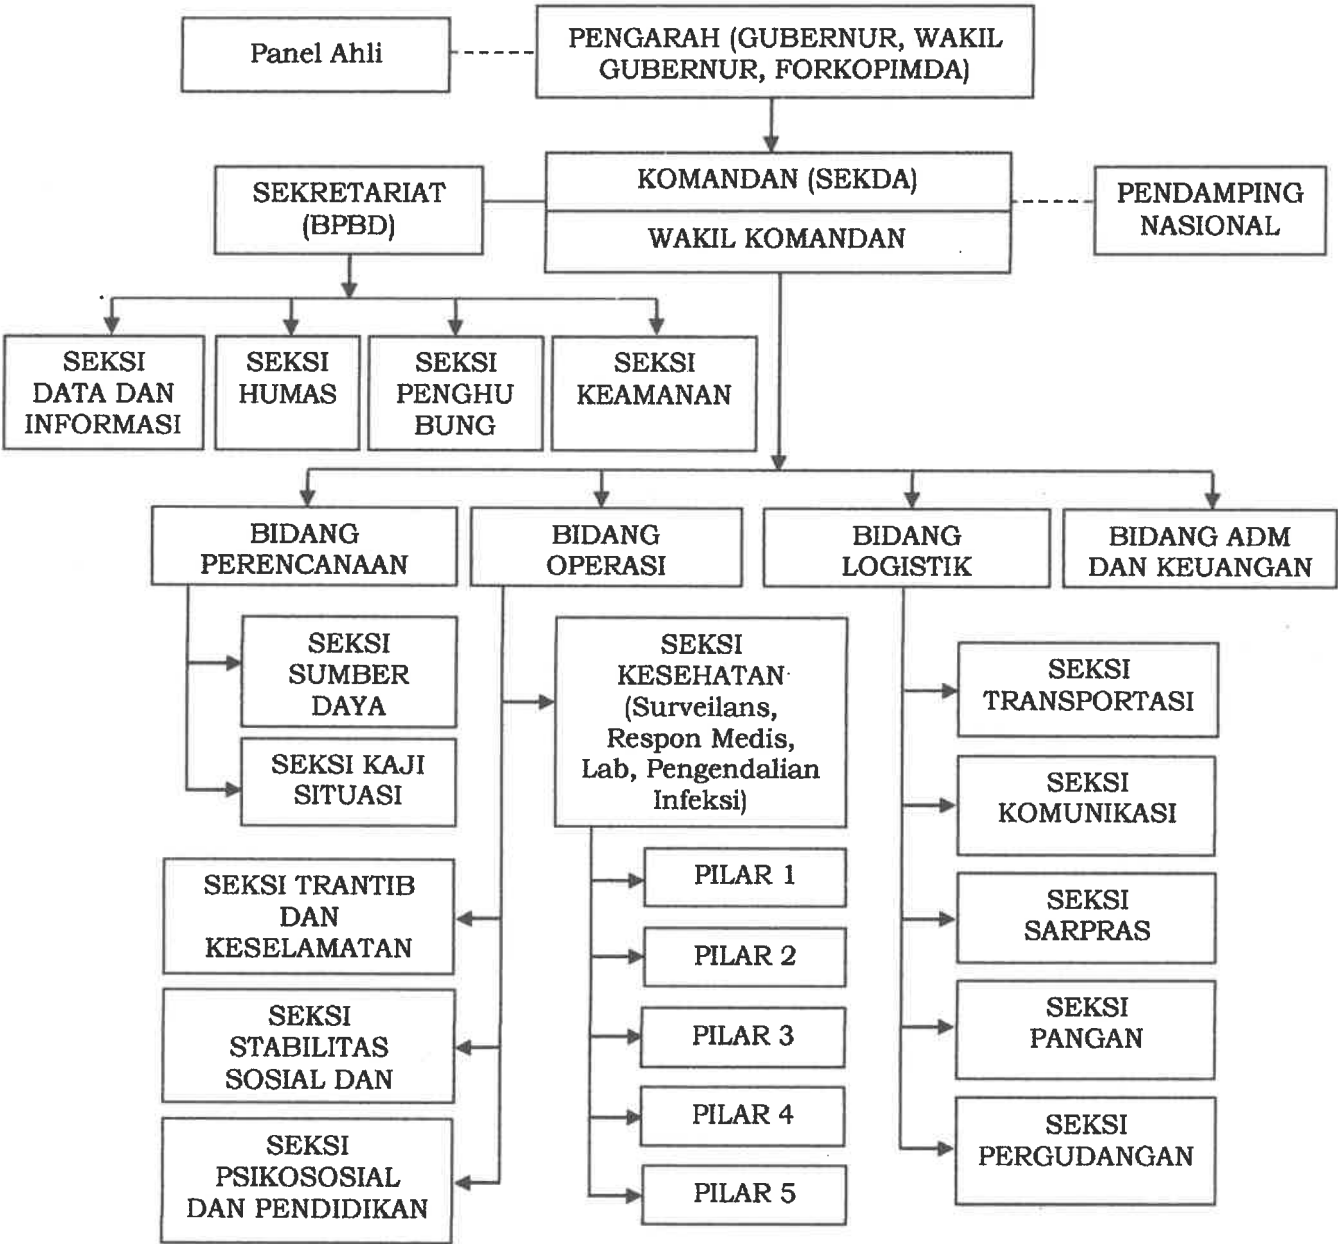 Panel Ahli
PENGARAH (GUBERNUR, WAKIL
GUBERNUR, FORKOPIMDA)
KOMANDAN (SEKDA)
WAKIL KOMANDAN
SEKRETARIAT
(BPBD)
PENDAMPING
NASIONAL
SEKSI
DATA DAN
INFORMASI
SEKSI
HUMAS
SEKSI
PENGHU
BUNG
SEKSI
KEAMANAN
BIDANG
PERENCANAAN
BIDANG
OPERASI
BIDANG
LOGISTIK
BIDANG ADM
DAN KEUANGAN
SEKSI
SUMBER
DAYA
SEKSI KAJI
SITUASI
SEKSI
KESEHATAN
(Surveilans,
Respon Medis,
Lab, Pengendalian
Infeksi)
SEKSI TRANTIB
DAN
KESELAMATAN
SEKSI
STABILITAS
SOSIAL DAN
SEKSI
PSIKOSOSIAL
DAN PENDIDIKAN
PILAR 1
PILAR 2
PILAR 3
PILAR 4
PILAR 5
SEKSI
TRANSPORTASI
SEKSI
KOMUNIKASI
SEKSI
SARPRAS
SEKSI
PANGAN
SEKSI
PERGUDANGAN